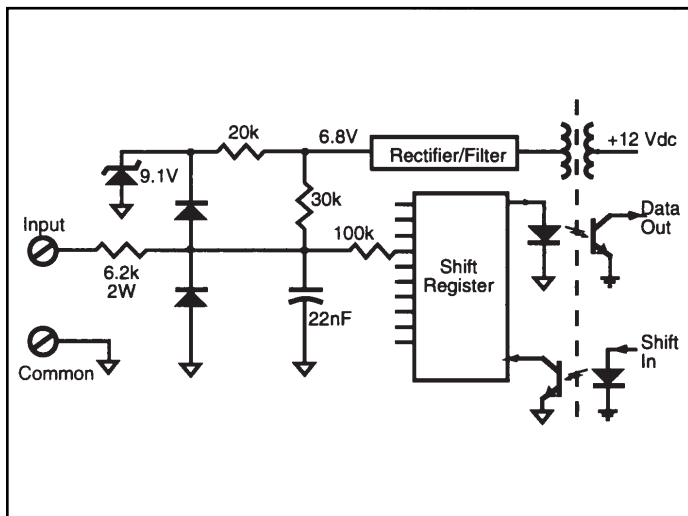 20k
6.8V
Rectifier/Filter
+12 Vdc
9.1V
30k
Data
Out
Input
100k
6.2k
2W
Shift
Register
22nF
Common
Shift
In